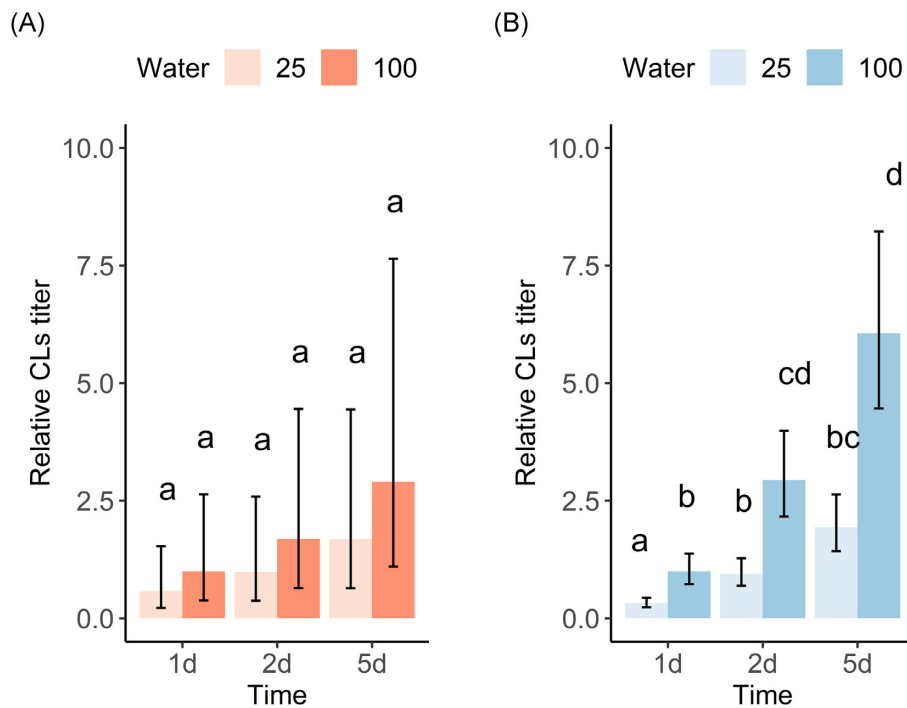 (A)
Water 25 100
Relative CLs titer
10.0
7.5
5.0
2.5
0.0
a
a
a
a
a
a
1d 2d 5d
Time
(B)
Water 25 100
Relative CLs titer
10.0
7.5
5.0
2.5
0.0
a
b
b
cd
bc
d
1d 2d 5d
Time